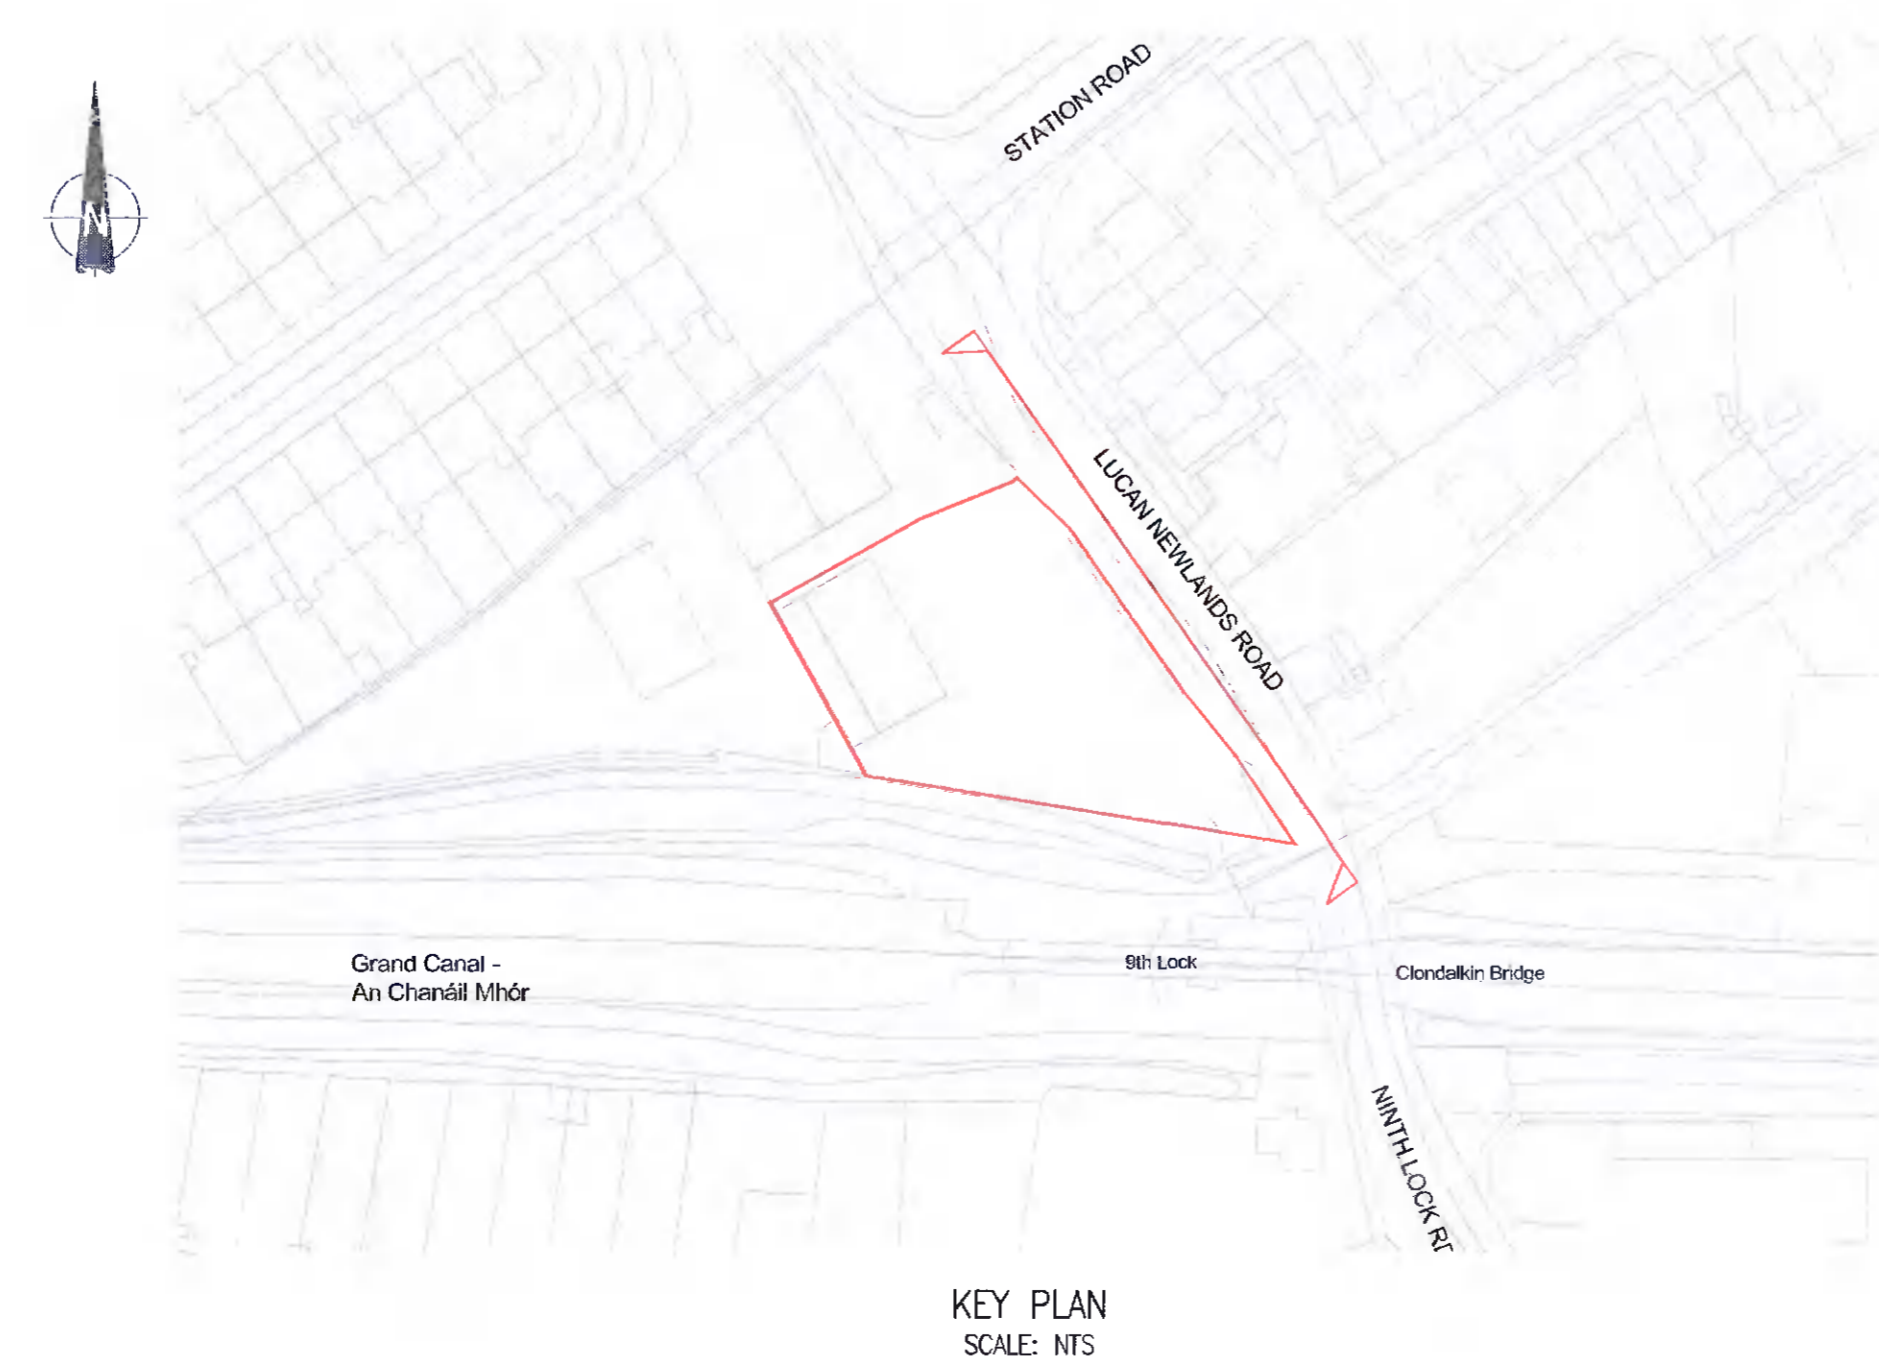 STATION ROAD
N
LUCAN NEWLANDS ROAD
Grand Canal -
An Chanáil Mhór
9th Lock
Clondalkin Bridge
NINTH LOCK
KEY PLAN
SCALE: NTS